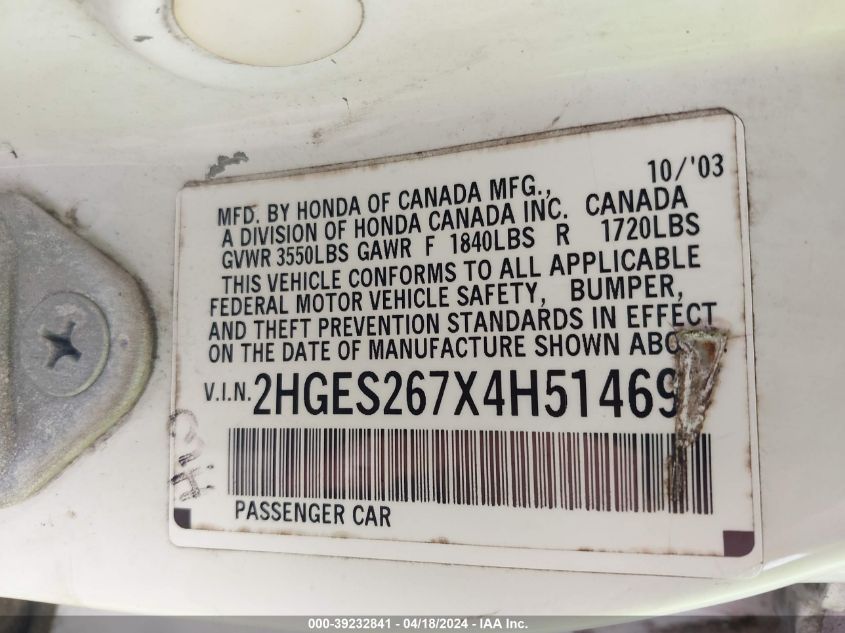 10/'03
MFD. BY HONDA OF CANADA MFG.,
A DIVISION OF HONDA CANADA INC. CANADA
GVWR 3550LBS GAWR F 1840LBS R 1720LBS
THIS VEHICLE CONFORMS TO ALL APPLICABLE
FEDERAL MOTOR VEHICLE SAFETY, BUMPER,
AND THEFT PREVENTION STANDARDS IN EFFECT
ON THE DATE OF MANUFACTURE SHOWN ABO
V.I.N. 2HGES267X4H51469
PASSENGER CAR
000-39232841 - 04/18/2024 - IAA Inc.